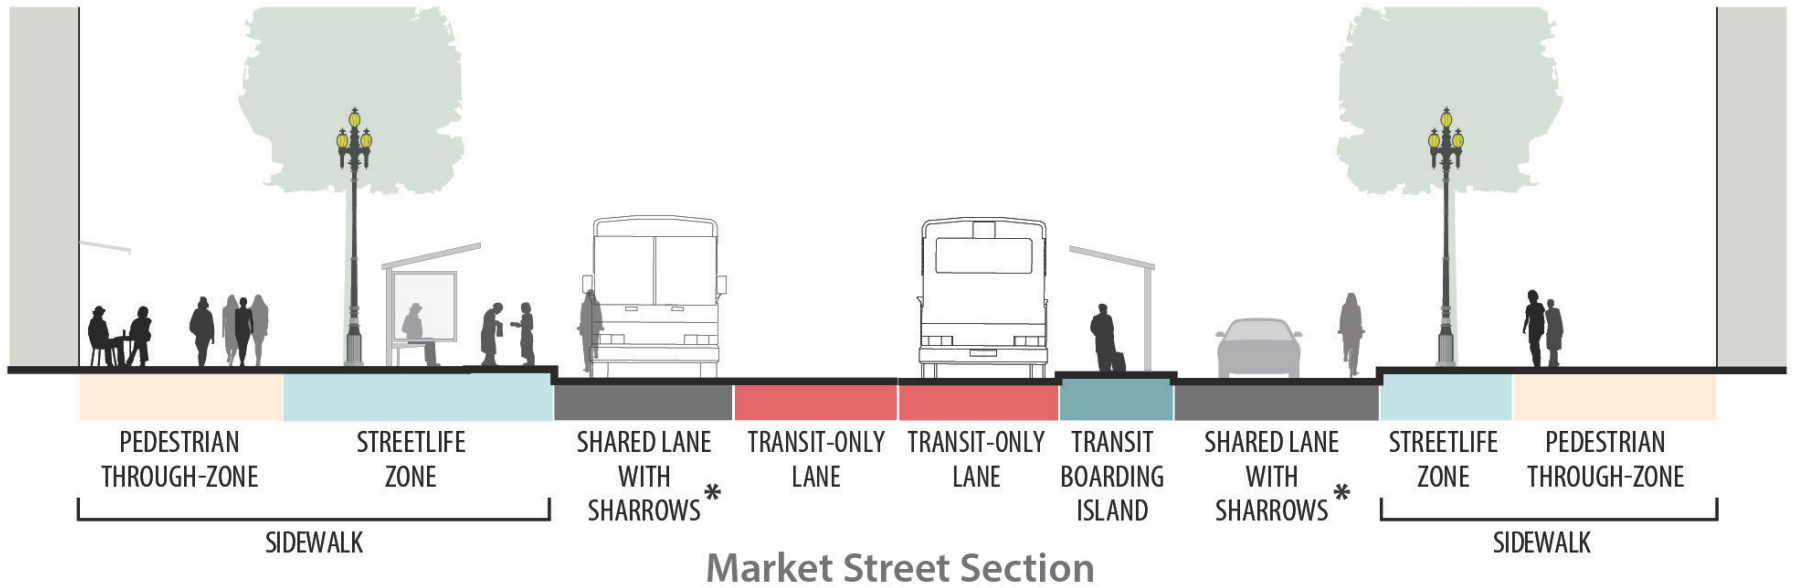 PEDESTRIAN
THROUGH-ZONE
STREETLIFE
ZONE
SHARED LANE
WITH
SHARROWS*
TRANSIT-ONLY
LANE
TRANSIT-ONLY
LANE
TRANSIT
BOARDING
ISLAND
SHARED LANE
WITH
SHARROWS*
STREETLIFE
ZONE
PEDESTRIAN
THROUGH-ZONE
SIDEWALK
SIDEWALK
Market Street Section